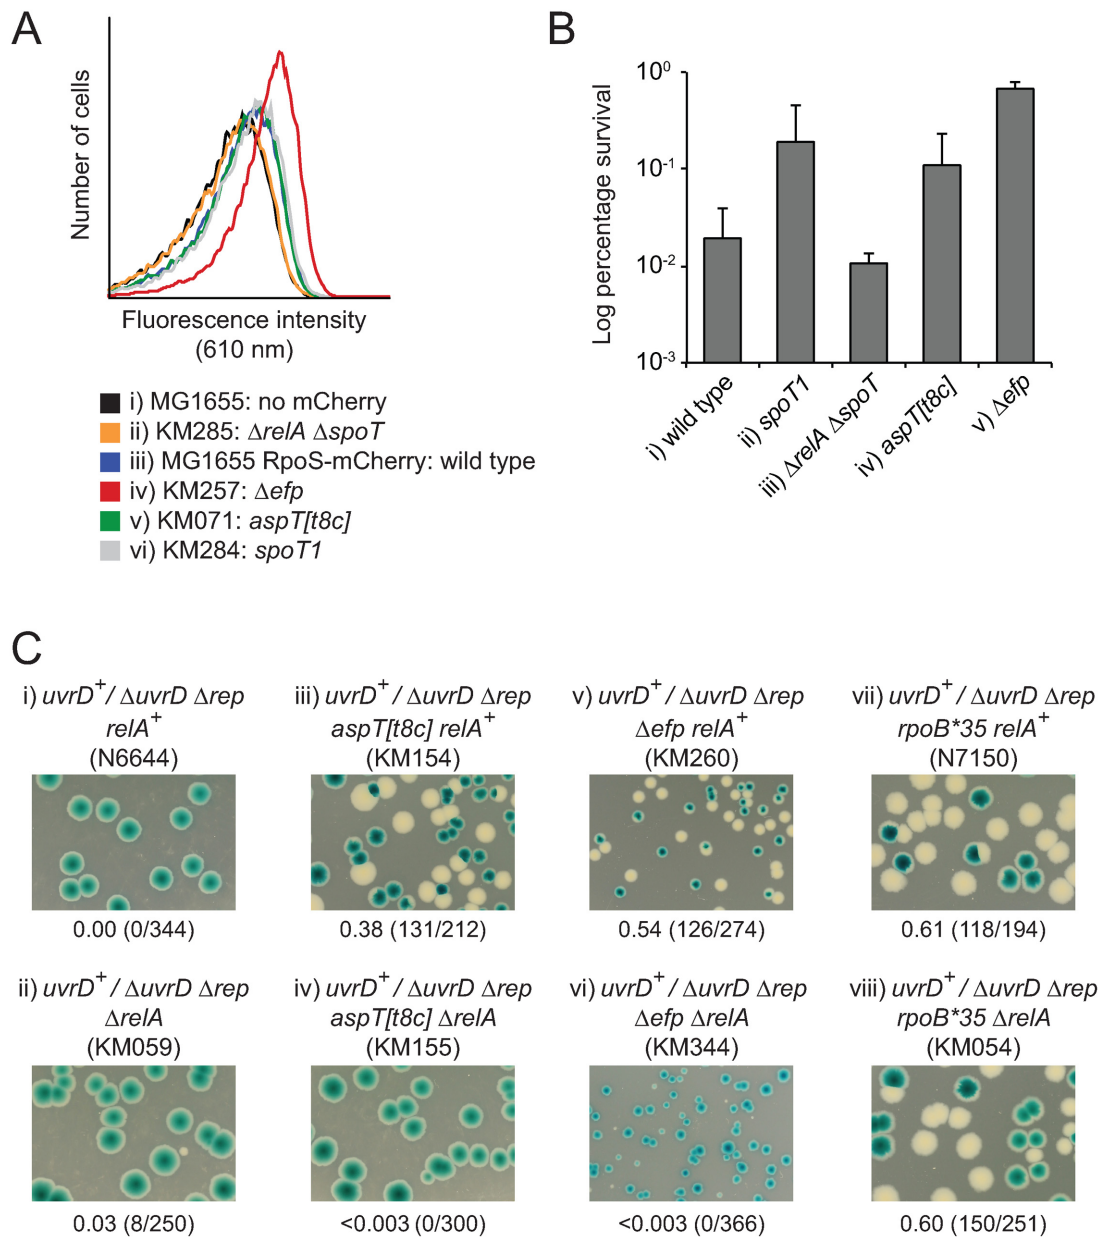 A
Number of cells
Fluorescence intensity
(610 nm)
i) MG1655: no mCherry
ii) KM285: ΔrelA ΔspoT
iii) MG1655 RpoS-mCherry: wild type
iv) KM257: Δefp
v) KM071: aspT[t8c]
vi) KM284: spoT1
B
Log percentage survival
10⁰
10⁻¹
10⁻²
10⁻³
i) wild type
ii) spoT1
iii) ΔrelA ΔspoT
iv) aspT[t8c]
v) Δefp
C
i) uvrD⁺/ ΔuvrD Δrep
relA⁺
(N6644)
0.00 (0/344)
iii) uvrD⁺/ ΔuvrD Δrep
aspT[t8c] relA⁺
(KM154)
0.38 (131/212)
v) uvrD⁺/ ΔuvrD Δrep
Δefp relA⁺
(KM260)
0.54 (126/274)
vii) uvrD⁺/ ΔuvrD Δrep
rpoB*35 relA⁺
(N7150)
0.61 (118/194)
ii) uvrD⁺/ ΔuvrD Δrep
ΔrelA
(KM059)
0.03 (8/250)
iv) uvrD⁺/ ΔuvrD Δrep
aspT[t8c] ΔrelA
(KM155)
<0.003 (0/300)
vi) uvrD⁺/ ΔuvrD Δrep
Δefp ΔrelA
(KM344)
<0.003 (0/366)
viii) uvrD⁺/ ΔuvrD Δrep
rpoB*35 ΔrelA
(KM054)
0.60 (150/251)